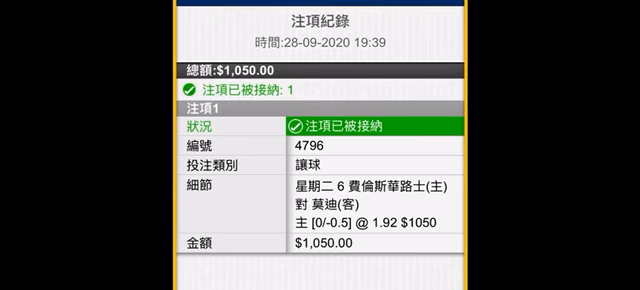 注項紀錄
時間:28-09-2020 19:39
總額:$1,050.00
注項已被接納: 1
注項1
狀況 注項已被接納
編號 4796
投注類別 讓球
細節 星期二 6 費倫斯華路士(主)
對 莫迪(客)
主 [0/-0.5] @ 1.92 $1050
金額 $1,050.00